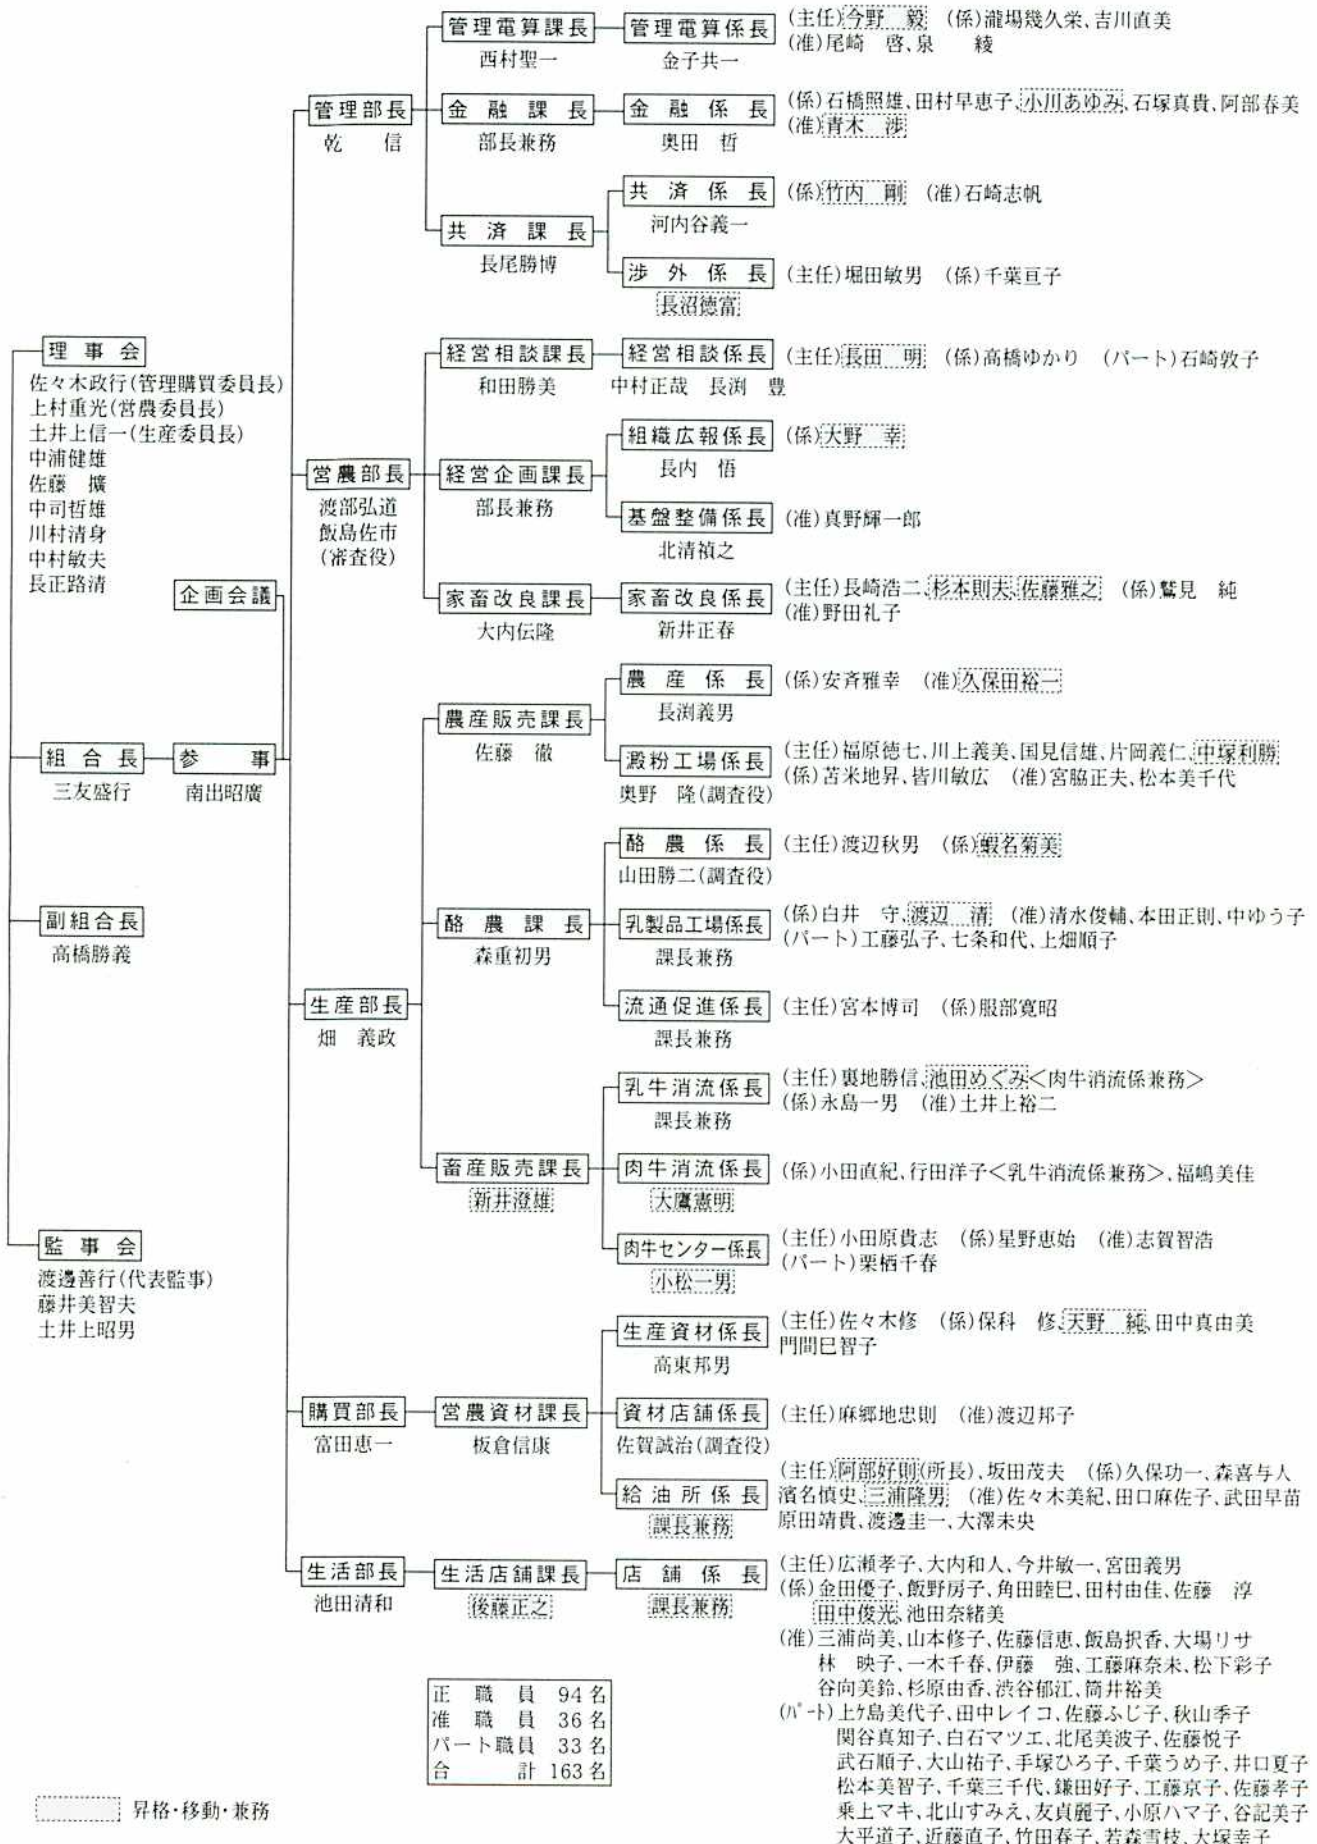 理事会
佐々木政行(管理購買委員長)
上村重光(営農委員長)
土井上信一(生産委員長)
中浦健雄
佐藤　擴
中司哲雄
川村清身
中村敏夫
長正路清
企画会議
組合長
三友盛行
参　事
南出昭廣
副組合長
高橋勝義
監事会
渡邊善行(代表監事)
藤井美智夫
土井上昭男
管理部長
乾　信
管理電算課長
西村聖一
管理電算係長
金子共一
(主任)今野　毅　(係)瀧場幾久栄、吉川直美
(准)尾崎　啓、泉　綾
金融課長
部長兼務
金融係長
奥田　哲
(係)石橋照雄、田村早恵子、小川あゆみ、石塚真貴、阿部春美
(准)青木　渉
共済課長
長尾勝博
共済係長
河内谷義一
(係)竹内　剛　(准)石崎志帆
渉外係長
長沼徳富
(主任)堀田敏男　(係)千葉亘子
営農部長
渡部弘道
飯島佐市
(審査役)
経営相談課長
和田勝美
経営相談係長
中村正哉　長渕　豊
(主任)長田　明　(係)高橋ゆかり　(パート)石崎敦子
経営企画課長
部長兼務
組織広報係長
長内　悟
(係)大野　幸
基盤整備係長
北清禎之
(准)真野輝一郎
家畜改良課長
大内伝隆
家畜改良係長
新井正春
(主任)長崎浩二、杉本則夫、佐藤雅之　(係)鷲見　純
(准)野田礼子
生産部長
畑　義政
農産販売課長
佐藤　徹
農産係長
長渕義男
(係)安斉雅幸　(准)久保田裕一
澱粉工場係長
奥野　隆(調査役)
(主任)福原徳七、川上義美、国見信雄、片岡義仁、中塚利勝
(係)苫米地昇、皆川敏広　(准)宮脇正夫、松本美千代
酪農課長
森重初男
酪農係長
山田勝二(調査役)
(主任)渡辺秋男　(係)蝦名菊美
乳製品工場係長
課長兼務
(係)白井　守、渡辺　清　(准)清水俊輔、本田正則、中ゆう子
(パート)工藤弘子、七条和代、上畑順子
流通促進係長
課長兼務
(主任)宮本博司　(係)服部寛昭
畜産販売課長
新井澄雄
乳牛消流係長
課長兼務
(主任)裏地勝信、池田めぐみ＜肉牛消流係兼務＞
(係)永島一男　(准)土井上裕二
肉牛消流係長
大鷹憲明
(係)小田直紀、行田洋子＜乳牛消流係兼務＞、福嶋美佳
肉牛センター係長
小松一男
(主任)小田原貴志　(係)星野恵始　(准)志賀智浩
(パート)栗栖千春
購買部長
富田恵一
営農資材課長
板倉信康
生産資材係長
高東邦男
(主任)佐々木修　(係)保科　修、天野　純、田中真由美
門間巳智子
資材店舗係長
佐賀誠治(調査役)
(主任)麻郷地忠則　(准)渡辺邦子
給油所係長
課長兼務
(主任)阿部好則(所長)、坂田茂夫　(係)久保功一、森喜与人
濱名慎史、三浦隆男　(准)佐々木美紀、田口麻佐子、武田早苗
原田靖貴、渡邊圭一、大澤未央
生活部長
池田清和
生活店舗課長
後藤正之
店舗係長
課長兼務
(主任)広瀬孝子、大内和人、今井敏一、宮田義男
(係)金田優子、飯野房子、角田睦巳、田村由佳、佐藤　淳
田中俊光、池田奈緒美
(准)三浦尚美、山本修子、佐藤信恵、飯島択香、大場リサ
林　映子、一木千春、伊藤　強、工藤麻奈未、松下彩子
谷向美鈴、杉原由香、渋谷郁江、筒井裕美
(パート)上ケ島美代子、田中レイコ、佐藤ふじ子、秋山季子
関谷真知子、白石マツエ、北尾美波子、佐藤悦子
武石順子、大山祐子、手塚ひろ子、千葉うめ子、井口夏子
松本美智子、千葉三千代、鎌田好子、工藤京子、佐藤孝子
乗上マキ、北山すみえ、友貞麗子、小原ハマ子、谷記美子
大平道子、近藤直子、竹田春子、若森雪枝、大塚幸子
正職員　94名
准職員　36名
パート職員　33名
合計　163名
昇格・移動・兼務